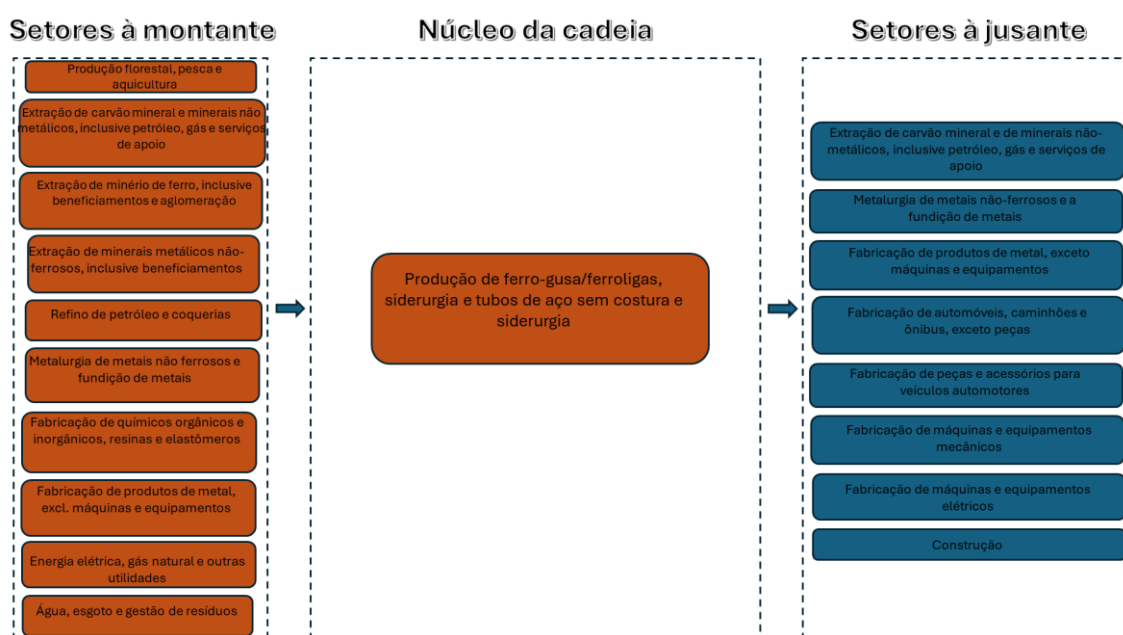 Setores à montante
Produção florestal, pesca e
aquicultura
Extração de carvão mineral e minerais não
metálicos, inclusive petróleo, gás e serviços
de apoio
Extração de minério de ferro, inclusive
beneficiamentos e aglomeração
Extração de minerais metálicos não-
ferrosos, inclusive beneficiamentos
Refino de petróleo e coquerias
Metalurgia de metais não ferrosos e
fundição de metais
Fabricação de químicos orgânicos e
inorgânicos, resinas e elastômeros
Fabricação de produtos de metal,
excl. máquinas e equipamentos
Energia elétrica, gás natural e outras
utilidades
Água, esgoto e gestão de resíduos
Núcleo da cadeia
Produção de ferro-gusa/ferroligas,
siderurgia e tubos de aço sem costura e
siderurgia
Setores à jusante
Extração de carvão mineral e de minerais não-
metálicos, inclusive petróleo, gás e serviços de
apoio
Metalurgia de metais não-ferrosos e a
fundição de metais
Fabricação de produtos de metal, exceto
máquinas e equipamentos
Fabricação de automóveis, caminhões e
ônibus, exceto peças
Fabricação de peças e acessórios para
veículos automotores
Fabricação de máquinas e equipamentos
mecânicos
Fabricação de máquinas e equipamentos
elétricos
Construção